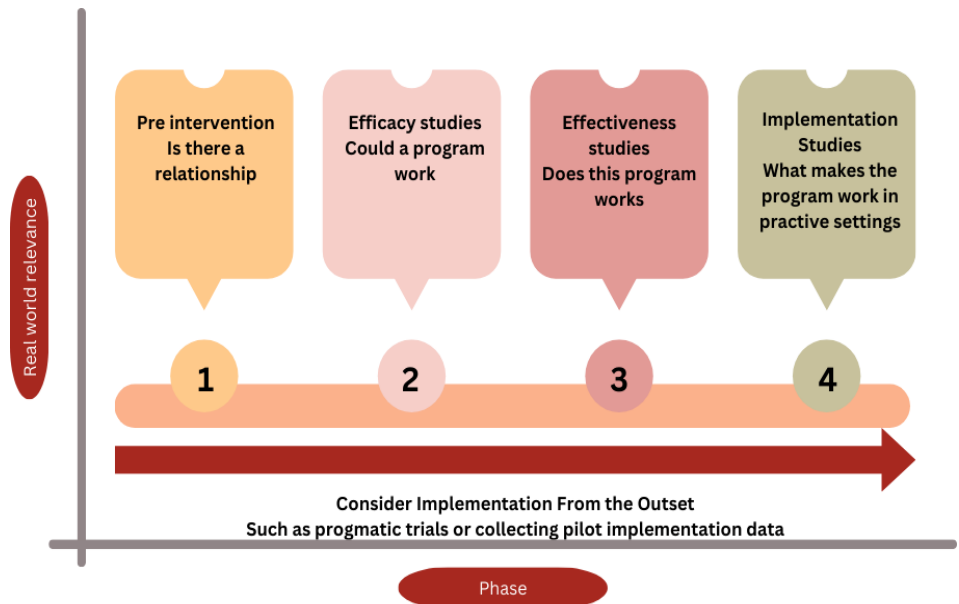 Pre intervention
Is there a
relationship
Efficacy studies
Could a program
work
Effectiveness
studies
Does this program
works
Implementation
Studies
What makes the
program work in
practive settings
Real world relevance
1
2
3
4
Consider Implementation From the Outset
Such as progmatic trials or collecting pilot implementation data
Phase